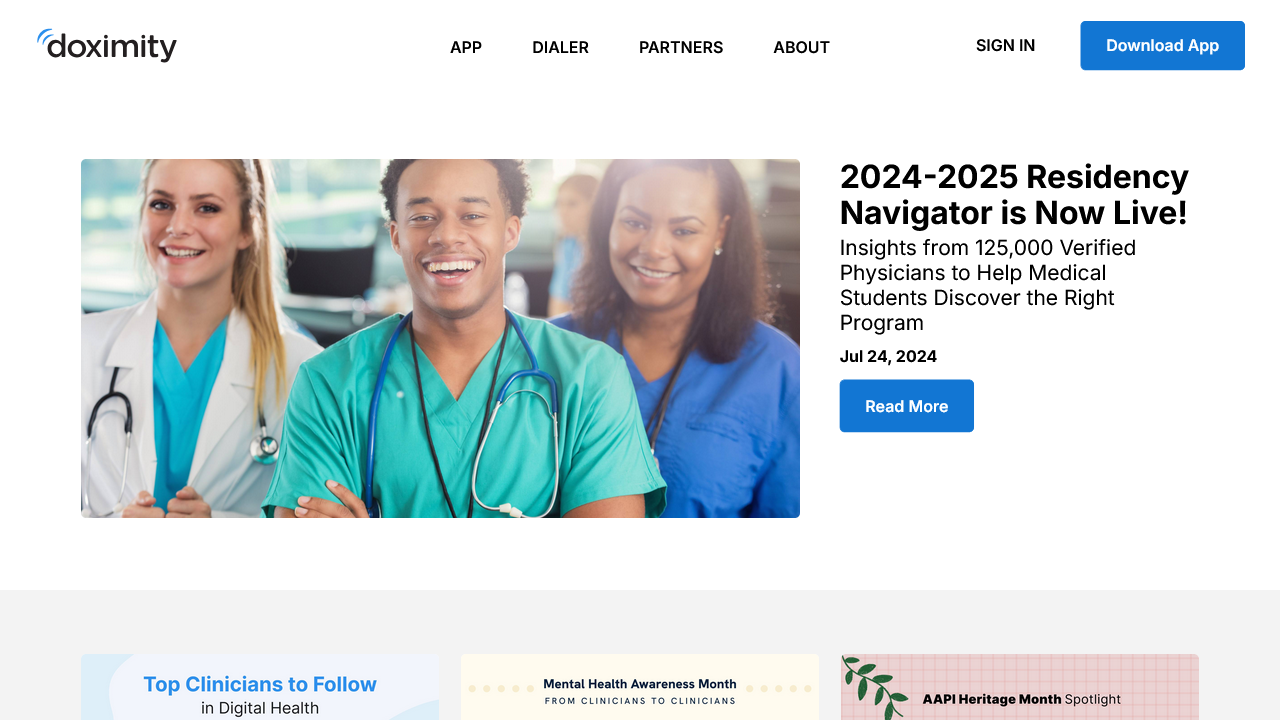 doximity
APP
DIALER
PARTNERS
ABOUT
SIGN IN
Download App
2024-2025 Residency
Navigator is Now Live!
Insights from 125,000 Verified
Physicians to Help Medical
Students Discover the Right
Program
Jul 24, 2024
Read More
Top Clinicians to Follow
in Digital Health
Mental Health Awareness Month
FROM CLINICIANS TO CLINICIANS
AAPI Heritage Month Spotlight